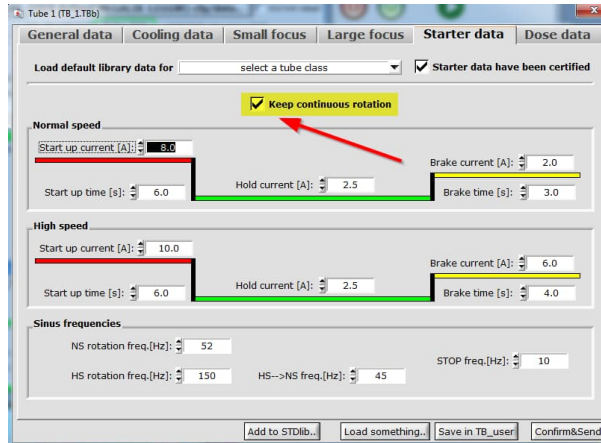 Tube 1 (TB_1.TBb)
General data Cooling data Small focus Large focus Starter data Dose data
Load default library data for select a tube class Starter data have been certified
Keep continuous rotation
Normal speed
Start up current [A]: 8.0
Brake current [A]: 2.0
Hold current [A]: 2.5
Start up time [s]: 6.0
Brake time [s]: 3.0
High speed
Start up current [A]: 10.0
Brake current [A]: 6.0
Hold current [A]: 2.5
Start up time [s]: 6.0
Brake time [s]: 4.0
Sinus frequencies
NS rotation freq.[Hz]: 52
STOP freq.[Hz]: 10
HS rotation freq.[Hz]: 150 HS-->NS freq.[Hz]: 45
Add to STDlib.. Load something.. Save in TB_user Confirm&Send